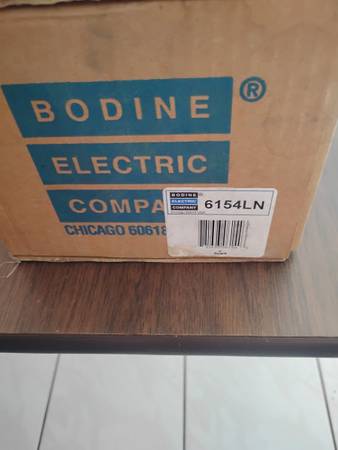 BODINE ®
ELECTRIC
COMPA
CHICAGO 60618
BODINE
ELECTRIC
COMPANY
6154LN